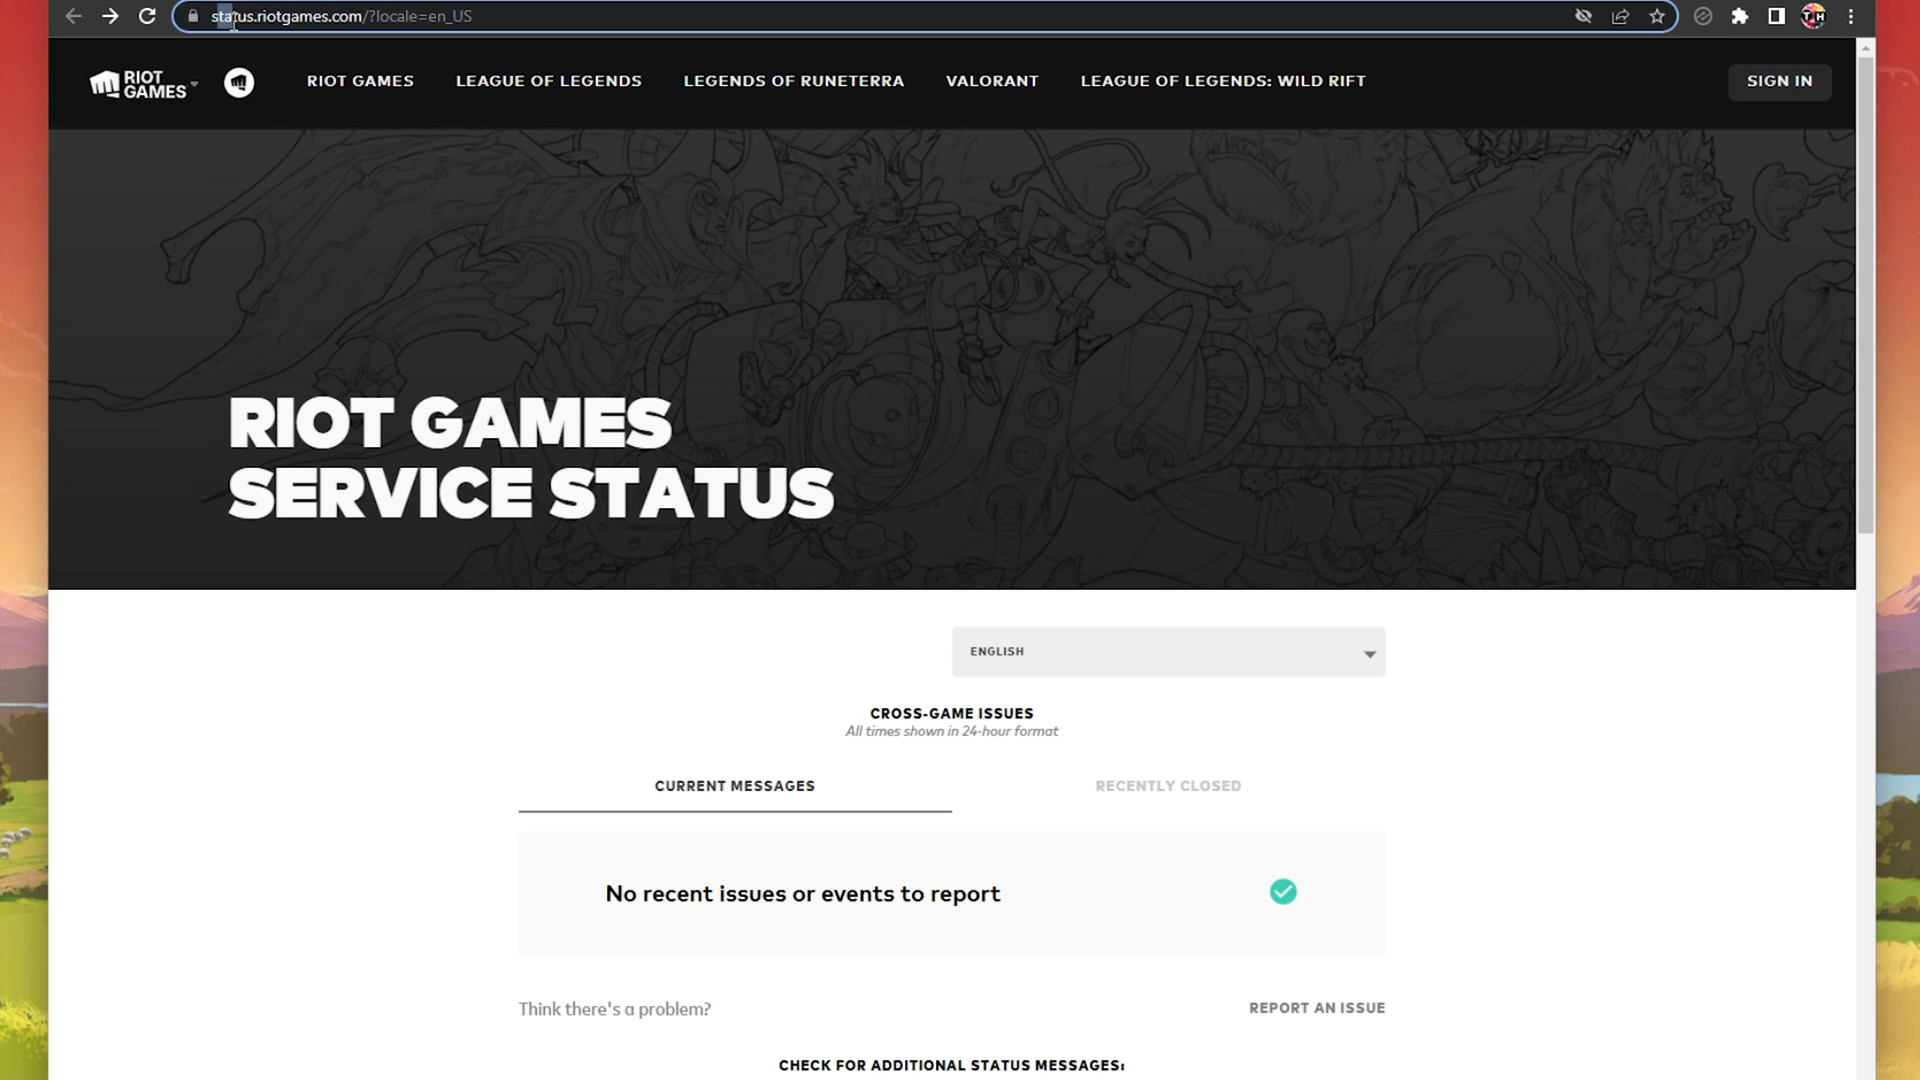 status.riotgames.com/?locale=en_US
RIOT GAMES
RIOT GAMES
LEAGUE OF LEGENDS
LEGENDS OF RUNETERRA
VALORANT
LEAGUE OF LEGENDS: WILD RIFT
SIGN IN
RIOT GAMES
SERVICE STATUS
ENGLISH
CROSS-GAME ISSUES
All times shown in 24-hour format
CURRENT MESSAGES
RECENTLY CLOSED
No recent issues or events to report
Think there's a problem?
REPORT AN ISSUE
CHECK FOR ADDITIONAL STATUS MESSAGES: